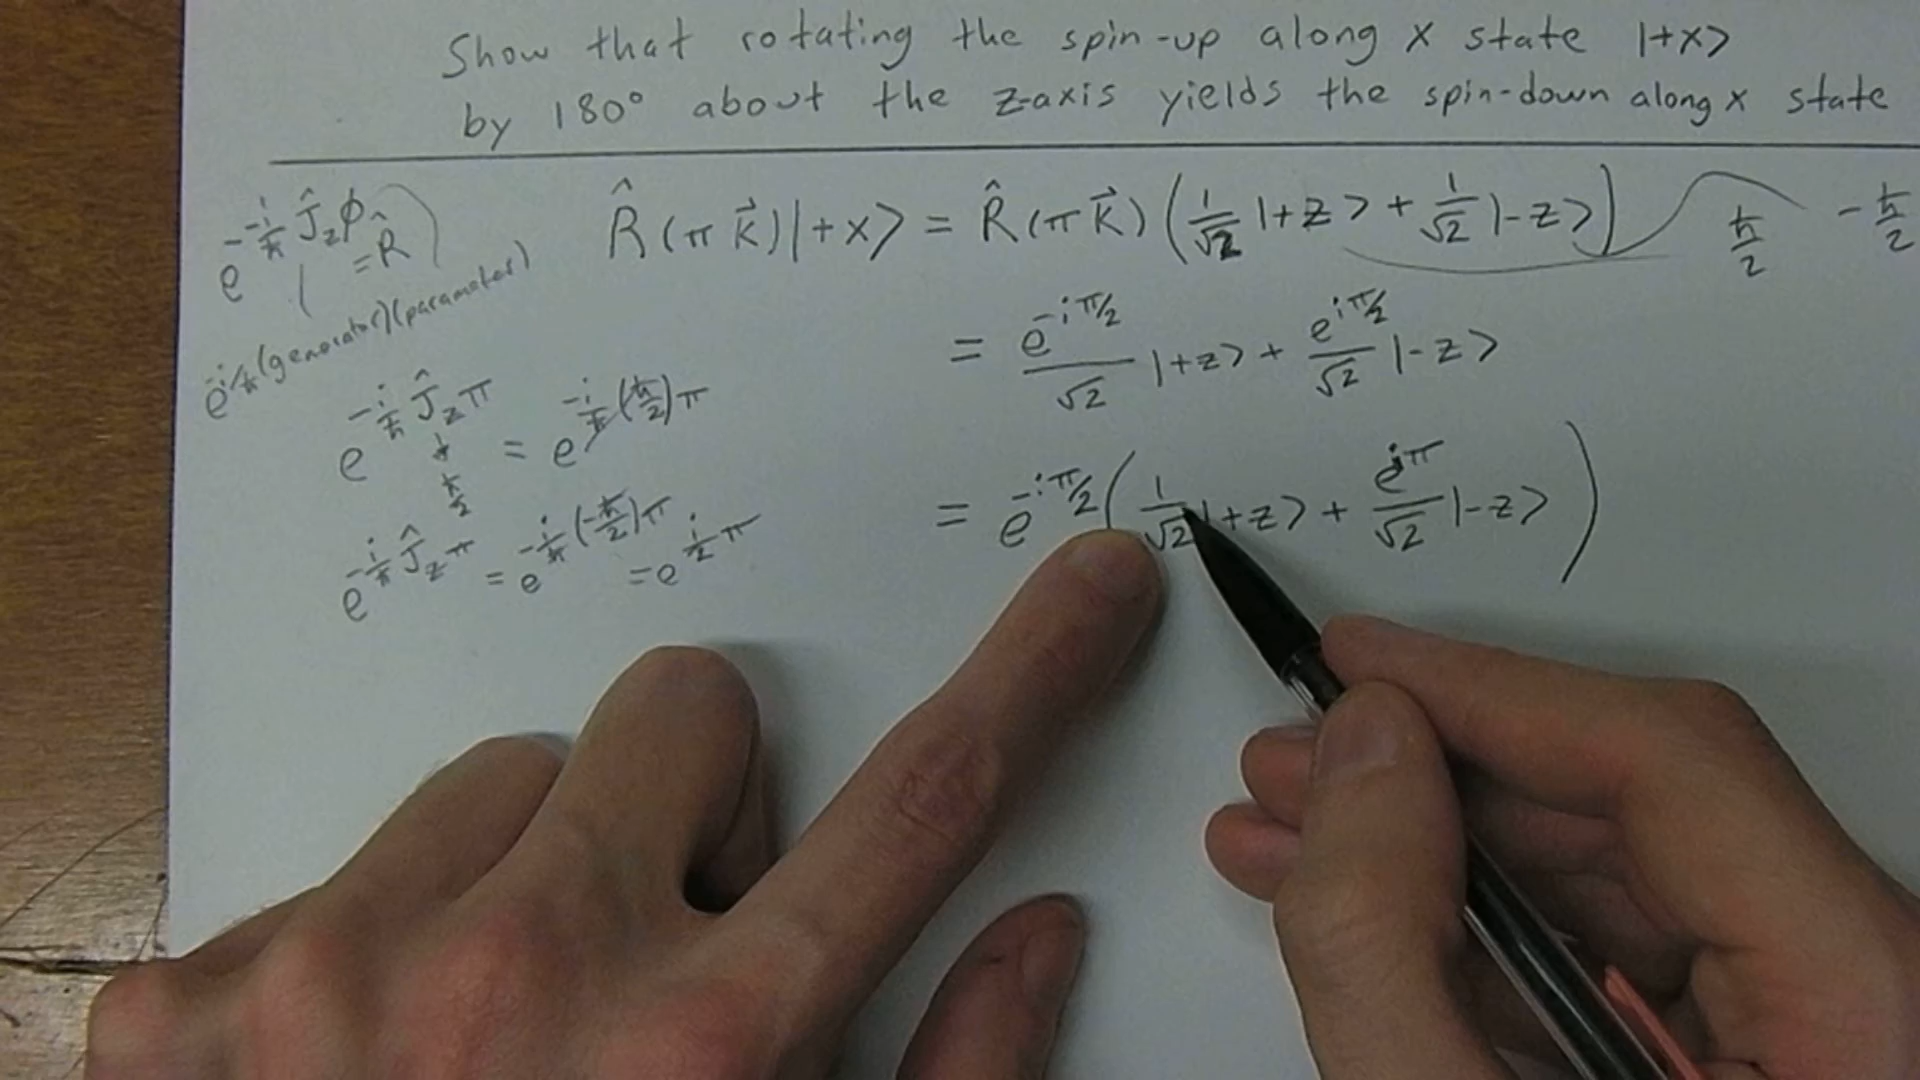 Show that rotating the spin-up along x state |+x>
by 180° about the z-axis yields the spin-down along x state
e^{-i/ħ Ĵ_z φ} = R̂
e^{-i/ħ (generator)(parameter)}
R̂(π k⃗)|+x> = R̂(π k⃗)(1/√2 |+z> + 1/√2 |-z>)
ħ/2 -ħ/2
= e^{-iπ/2}/√2 |+z> + e^{iπ/2}/√2 |-z>
e^{-i/ħ Ĵ_z π} = e^{-i/ħ (ħ/2)π}
↓
ħ/2
= e^{-iπ/2}(1/√2 |+z> + e^{iπ}/√2 |-z>)
e^{-i/ħ Ĵ_z π} = e^{-i/ħ (-ħ/2)π} = e^{i/2 π}